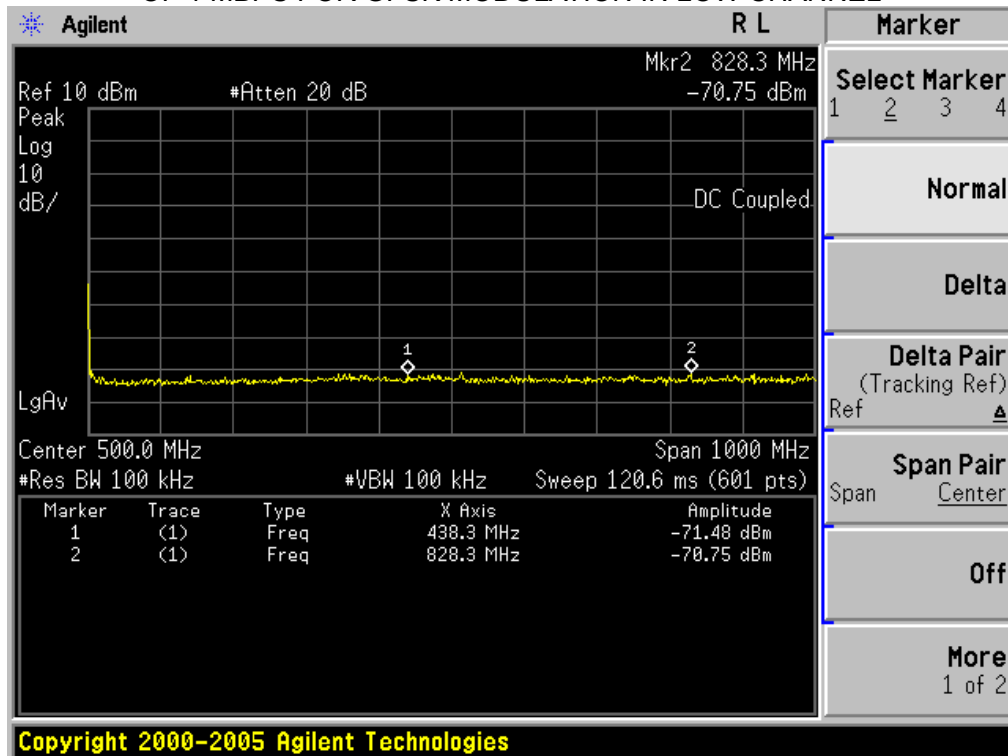 Agilent R L
Mkr2 828.3 MHz
Ref 10 dBm #Atten 20 dB -70.75 dBm
Peak
Log
10
dB/
DC Coupled
1 2
LgAv
Center 500.0 MHz Span 1000 MHz
#Res BW 100 kHz #VBW 100 kHz Sweep 120.6 ms (601 pts)
Marker Trace Type X Axis Amplitude
1 (1) Freq 438.3 MHz -71.48 dBm
2 (1) Freq 828.3 MHz -70.75 dBm
Marker
Select Marker
1 2 3 4
Normal
Delta
Delta Pair
(Tracking Ref)
Ref Δ
Span Pair
Span Center
Off
More
1 of 2
Copyright 2000-2005 Agilent Technologies